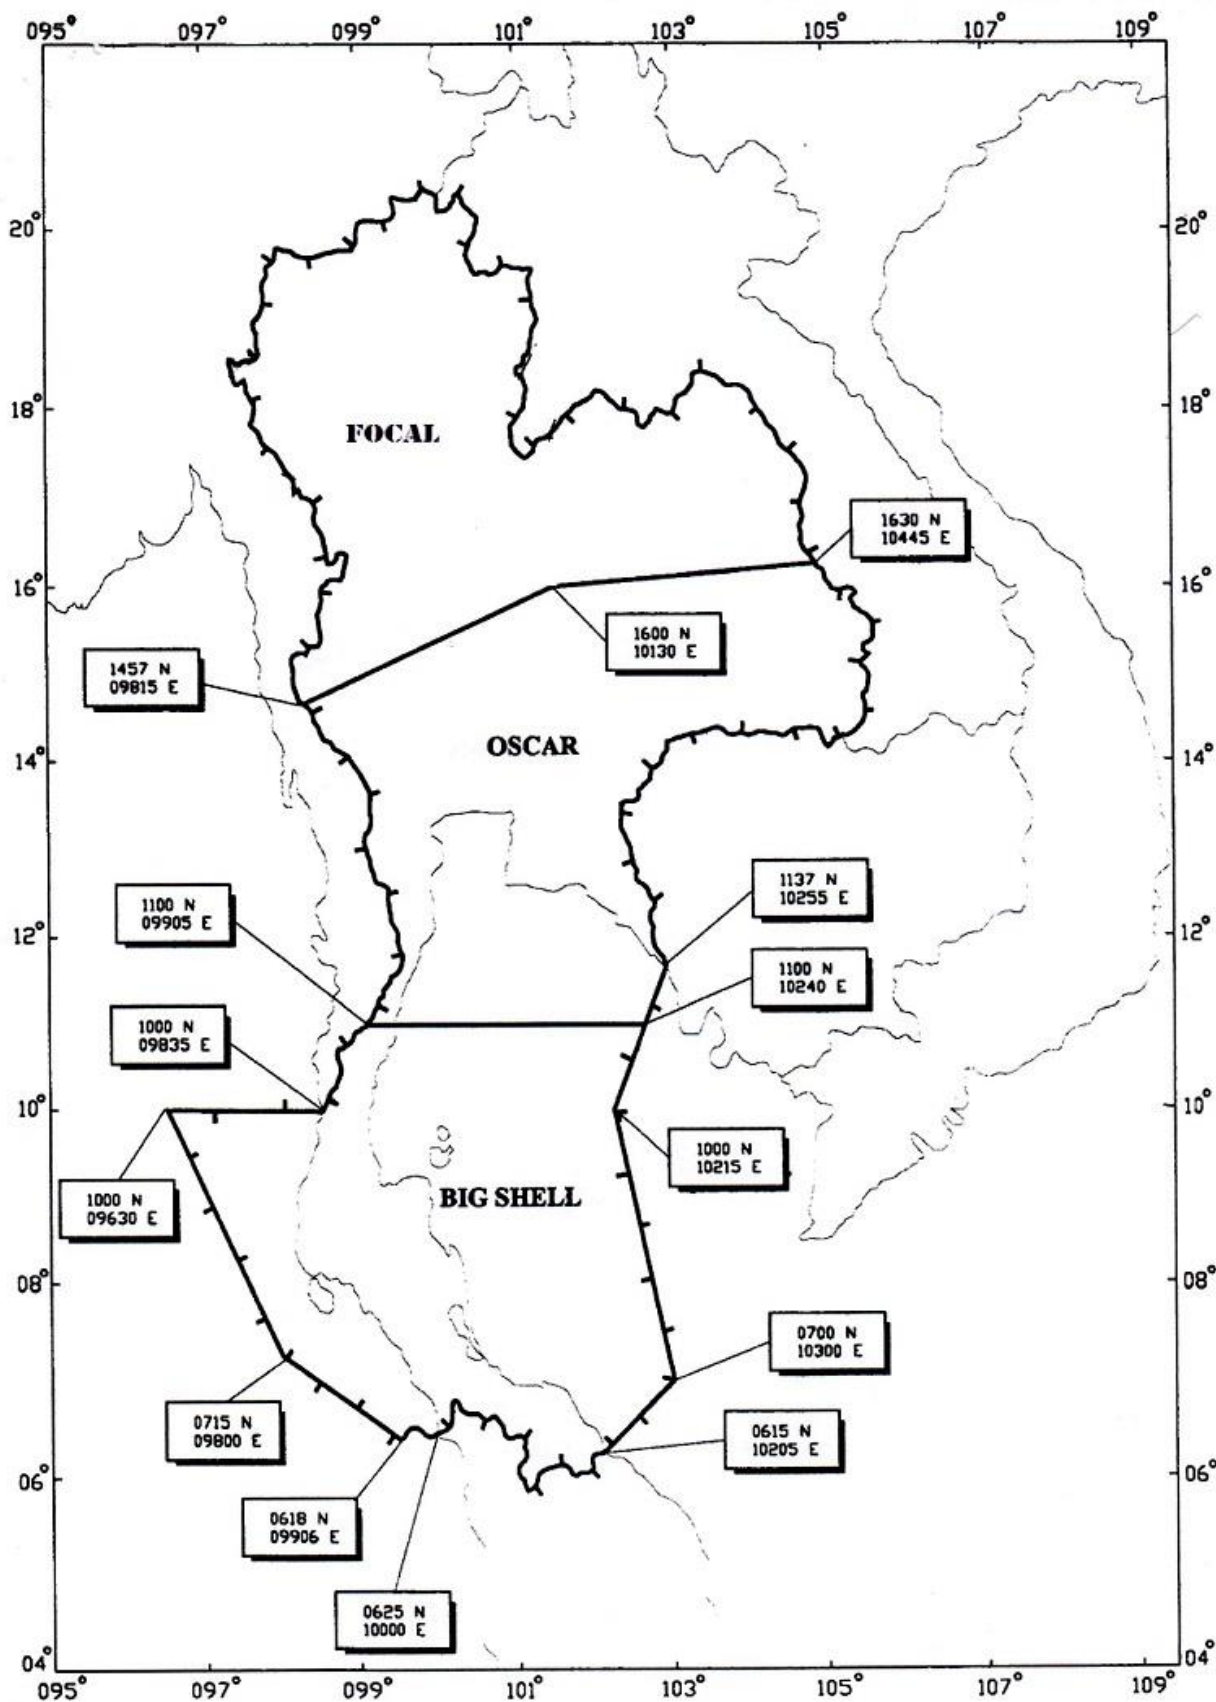 095° 097° 099° 101° 103° 105° 107° 109°
20° 20°
18° 18°
FOCAL
1630 N
10445 E
16° 16°
1600 N
10130 E
1457 N
09815 E
OSCAR
14° 14°
1137 N
10255 E
1100 N
09905 E
12° 12°
1100 N
10240 E
1000 N
09835 E
10° 10°
1000 N
10215 E
1000 N
09630 E
BIG SHELL
08° 08°
0700 N
10300 E
0715 N
09800 E
0615 N
10205 E
06° 06°
0618 N
09906 E
0625 N
10000 E
04° 04°
095° 097° 099° 101° 103° 105° 107° 109°